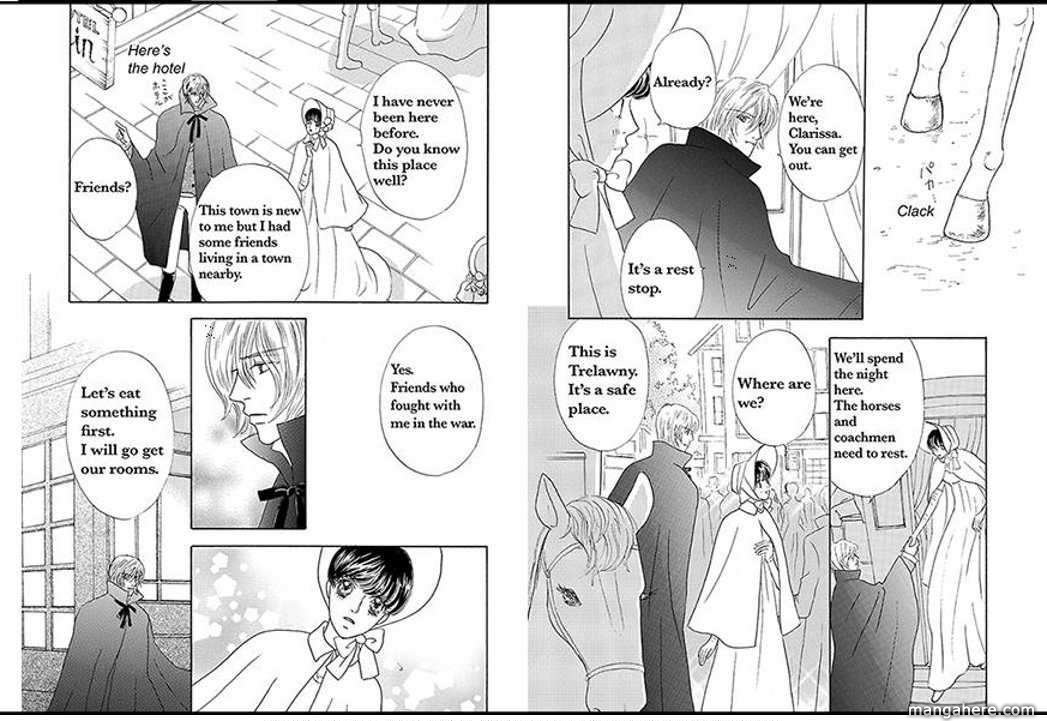 Clack
パカ
We're
here,
Clarissa.
You can get
out.
Already?
It's a rest
stop.
We'll spend
the night
here.
The horses
and
coachmen
need to rest.
Where are
we?
This is
Trelawny.
It's a safe
place.
in
Here's
the hotel
I have never
been here
before.
Do you know
this place
well?
This town is new
to me but I had
some friends
living in a town
nearby.
Friends?
Yes.
Friends who
fought with
me in the war.
Let's eat
something
first.
I will go get
our rooms.
mangahere.com